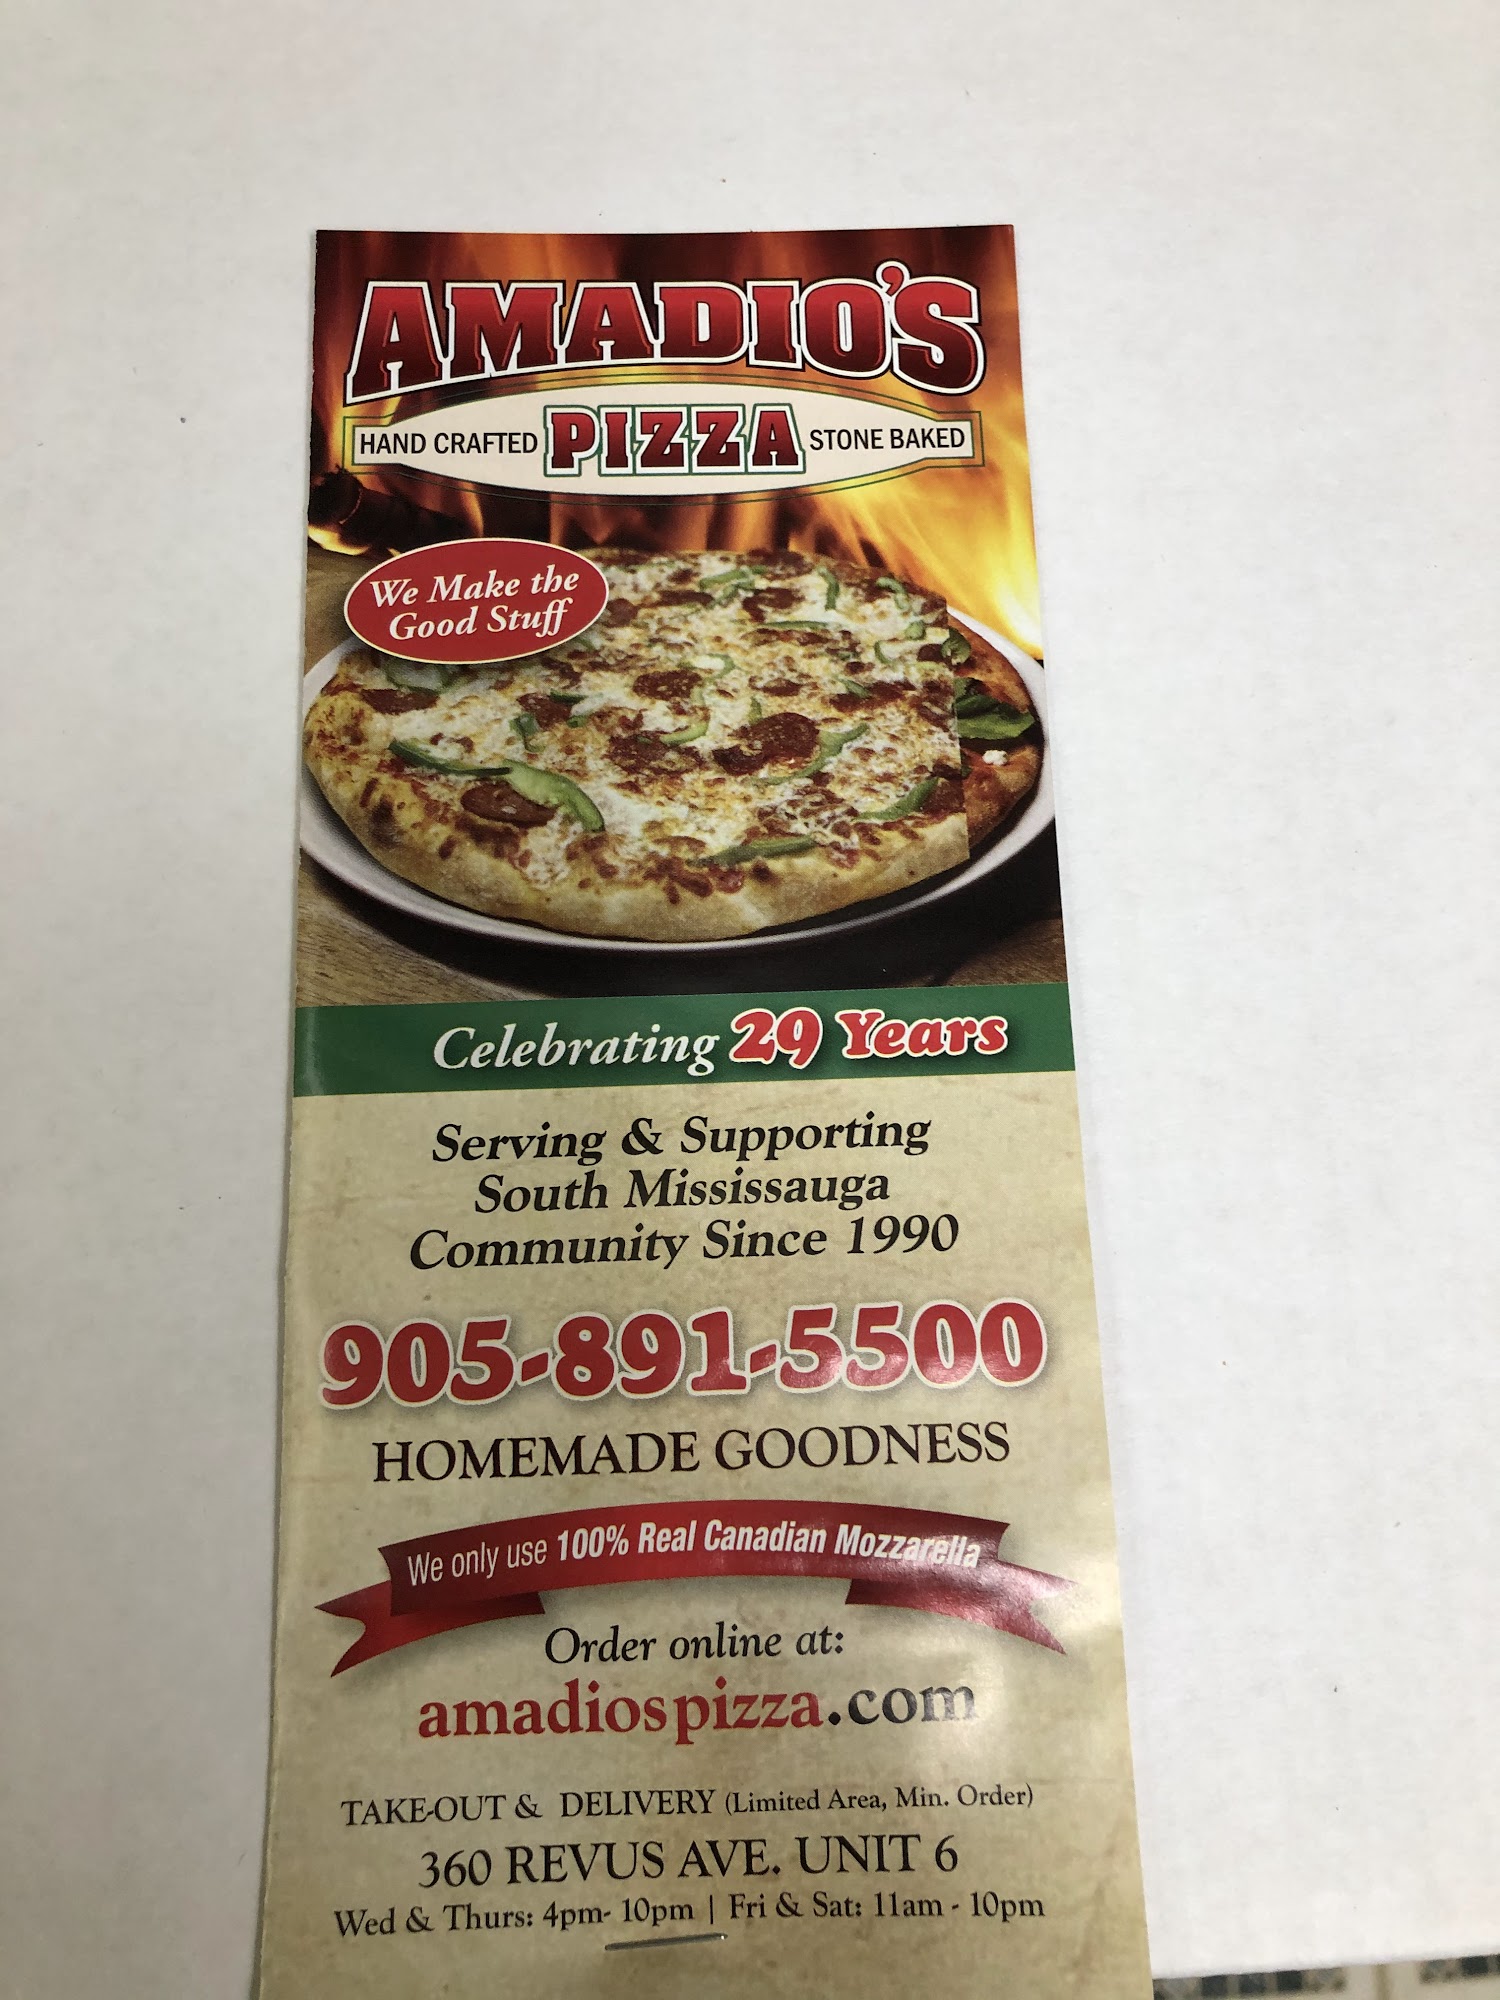 AMADIO'S
HAND CRAFTED PIZZA STONE BAKED
We Make the
Good Stuff
Celebrating 29 Years
Serving & Supporting
South Mississauga
Community Since 1990
905-891-5500
HOMEMADE GOODNESS
We only use 100% Real Canadian Mozzarella
Order online at:
amadiospizza.com
TAKE-OUT & DELIVERY (Limited Area, Min. Order)
360 REVUS AVE. UNIT 6
Wed & Thurs: 4pm- 10pm | Fri & Sat: 11am - 10pm